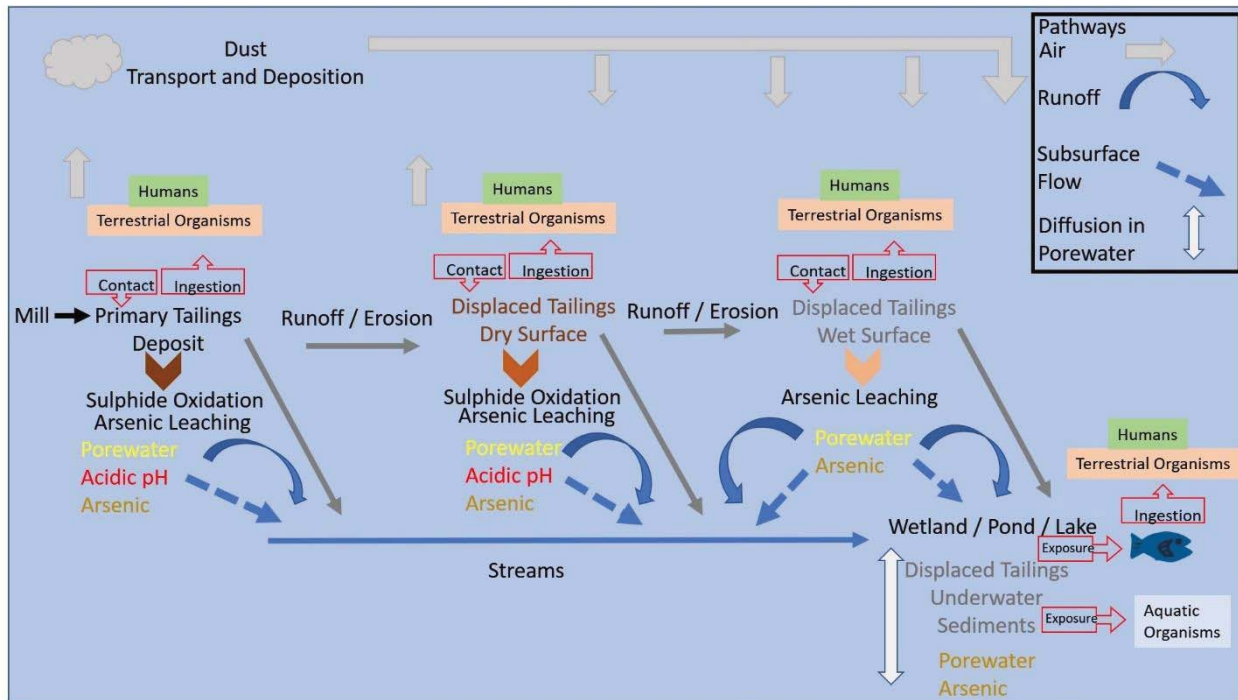 Dust
Transport and Deposition
Pathways
Air
Runoff
Subsurface
Flow
Diffusion in
Porewater
Humans
Terrestrial Organisms
Contact
Ingestion
Mill
Primary Tailings
Deposit
Sulphide Oxidation
Arsenic Leaching
Porewater
Acidic pH
Arsenic
Runoff / Erosion
Humans
Terrestrial Organisms
Contact
Ingestion
Displaced Tailings
Dry Surface
Sulphide Oxidation
Arsenic Leaching
Porewater
Acidic pH
Arsenic
Runoff / Erosion
Humans
Terrestrial Organisms
Contact
Ingestion
Displaced Tailings
Wet Surface
Arsenic Leaching
Porewater
Arsenic
Streams
Humans
Terrestrial Organisms
Ingestion
Wetland / Pond / Lake
Exposure
Displaced Tailings
Underwater
Sediments
Exposure
Aquatic
Organisms
Porewater
Arsenic